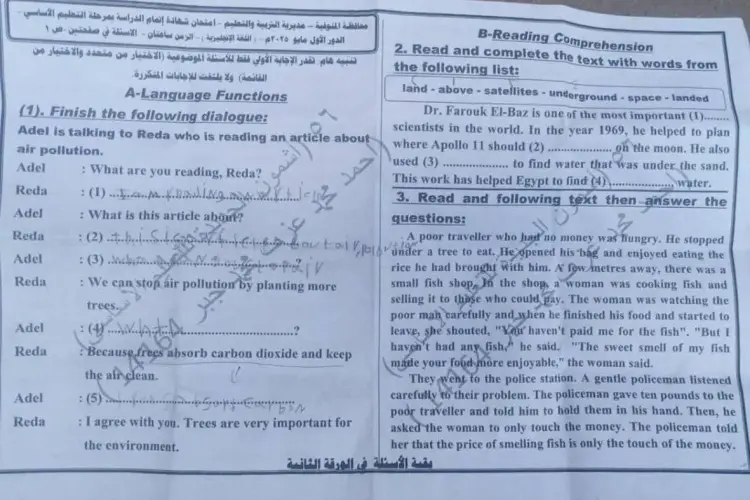 محافظة المنوفية - مديرية التربية والتعليم - امتحان شهادة إتمام الدراسة بمرحلة التعليم الأساسي -
الدور الأول مايو ٢٠٢٥م - ( اللغة الإنجليزية ) - الزمن ساعتان - الأسئلة في صفحتين - ص ١
تنبيه هام: تقدر الإجابة الأولى فقط للأسئلة الموضوعية (الاختيار من متعدد والاختيار من
القائمة) ولا يلتفت للإجابات المتكررة.
A-Language Functions
(1). Finish the following dialogue:
Adel is talking to Reda who is reading an article about
air pollution.
Adel : What are you reading, Reda?
Reda : (1) I am reading an article
Adel : What is this article about?
Reda : (2) this is article about air pollution
Adel : (3) ..............................?
Reda : We can stop air pollution by planting more
trees.
Adel : (4) why ..............................?
Reda : Because trees absorb carbon dioxide and keep
the air clean.
Adel : (5) ..............................
Reda : I agree with you. Trees are very important for
the environment.
B-Reading Comprehension
2. Read and complete the text with words from
the following list:
land - above - satellites - underground - space - landed
Dr. Farouk El-Baz is one of the most important (1)........
scientists in the world. In the year 1969, he helped to plan
where Apollo 11 should (2) .................... on the moon. He also
used (3) .................... to find water that was under the sand.
This work has helped Egypt to find (4).................... water.
3. Read and following text then answer the
questions:
A poor traveller who had no money was hungry. He stopped
under a tree to eat. He opened his bag and enjoyed eating the
rice he had brought with him. A few metres away, there was a
small fish shop. In the shop, a woman was cooking fish and
selling it to those who could pay. The woman was watching the
poor man carefully and when he finished his food and started to
leave, she shouted, "You haven't paid me for the fish". "But I
haven't had any fish," he said. "The sweet smell of my fish
made your food more enjoyable," the woman said.
They went to the police station. A gentle policeman listened
carefully to their problem. The policeman gave ten pounds to the
poor traveller and told him to hold them in his hand. Then, he
asked the woman to only touch the money. The policeman told
her that the price of smelling fish is only the touch of the money.
بقية الأسئلة في الورقة الثانية